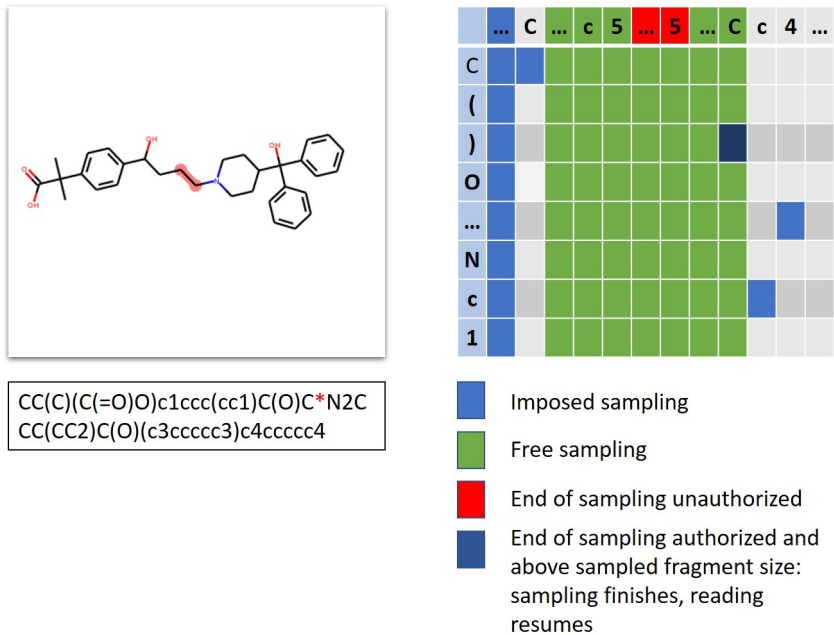 ... C ... c 5 ... 5 ... C c 4 ...
C
(
)
O
...
N
c
1
OH
O
OH
N
OH
CC(C)(C(=O)O)c1ccc(cc1)C(O)C*N2C
CC(CC2)C(O)(c3ccccc3)c4ccccc4
Imposed sampling
Free sampling
End of sampling unauthorized
End of sampling authorized and
above sampled fragment size:
sampling finishes, reading
resumes